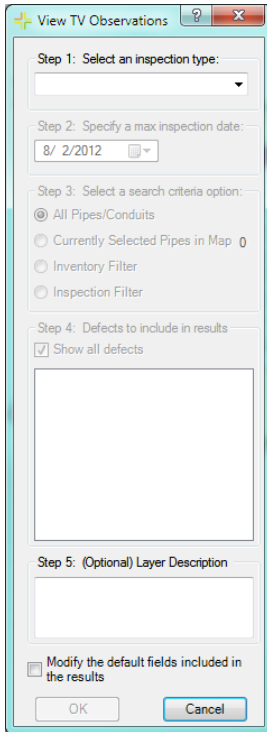 View TV Observations
Step 1: Select an inspection type:
Step 2: Specify a max inspection date:
8/ 2/2012
Step 3: Select a search criteria option:
All Pipes/Conduits
Currently Selected Pipes in Map 0
Inventory Filter
Inspection Filter
Step 4: Defects to include in results
Show all defects
Step 5: (Optional) Layer Description
Modify the default fields included in
the results
OK Cancel